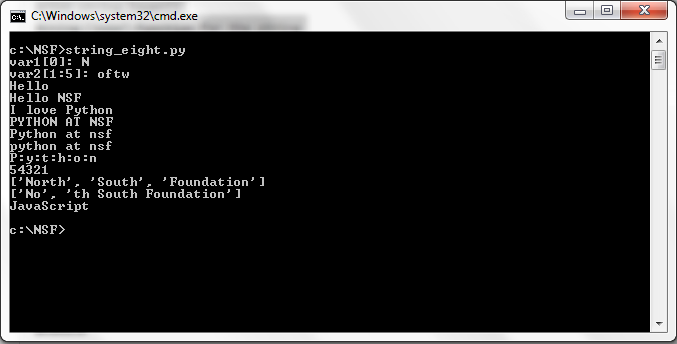 C:\Windows\system32\cmd.exe
c:\NSF>string_eight.py
var1[0]: N
var2[1:5]: oftw
Hello
Hello NSF
I love Python
PYTHON AT NSF
Python at nsf
python at nsf
P:y:t:h:o:n
54321
['North', 'South', 'Foundation']
['No', 'th South Foundation']
JavaScript
c:\NSF>